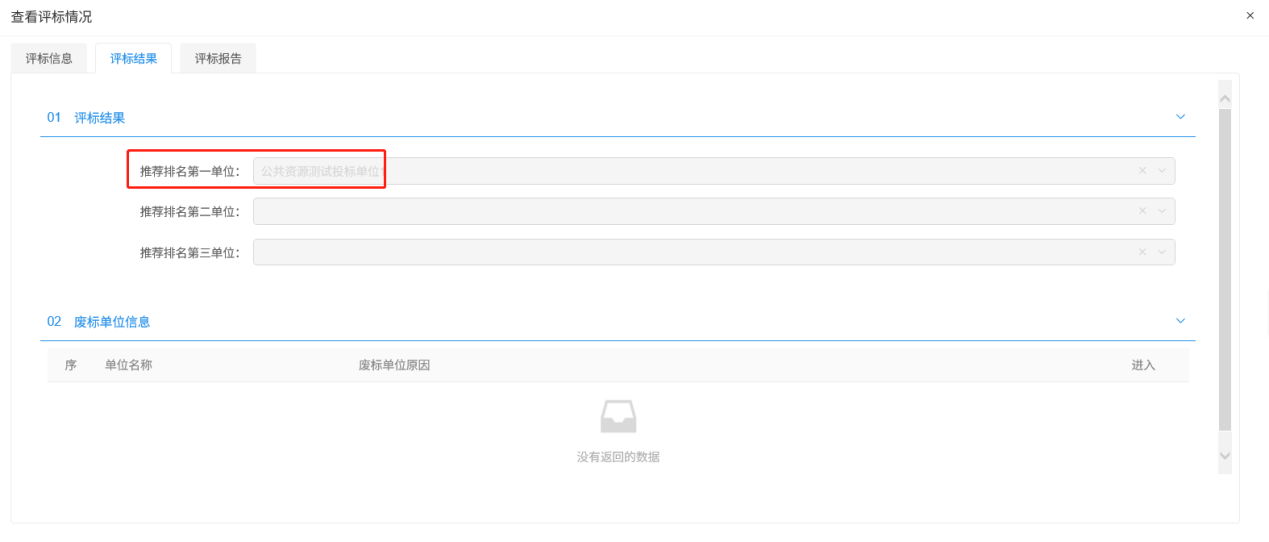 查看评标情况
评标信息 评标结果 评标报告
01 评标结果
推荐排名第一单位： 公共资源测试投标单位
推荐排名第二单位：
推荐排名第三单位：
02 废标单位信息
序 单位名称 废标单位原因 进入
没有返回的数据